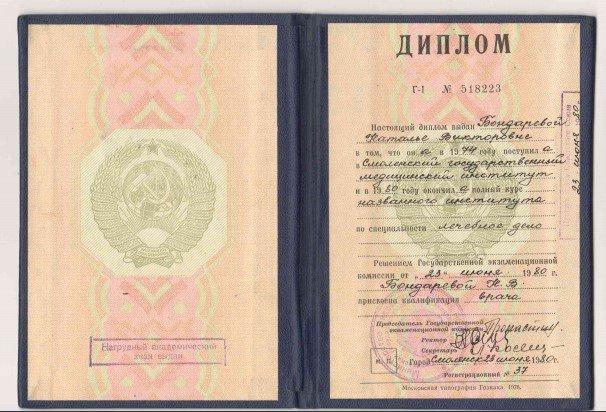 Нагрудный академический
знак выдан
ДИПЛОМ
Г-I № 518223
Настоящий диплом выдан Бондаревой
Наталье Викторовне
в том, что она в 1974 году поступила
в Смоленский государственный
медицинский институт
и в 1980 году окончила полный курс
названного института
по специальности лечебное дело
Решением Государственной экзаменационной
комиссии от "23" июня 1980 г.
Бондаревой Н.В.
присвоена квалификация врача
Председатель Государственной
экзаменационной комиссии
Ректор
Секретарь
М. П. Город Смоленск 23 июня 1980 г.
Регистрационный № 37
Московская типография Гознака. 1976.
23 июня 1980.